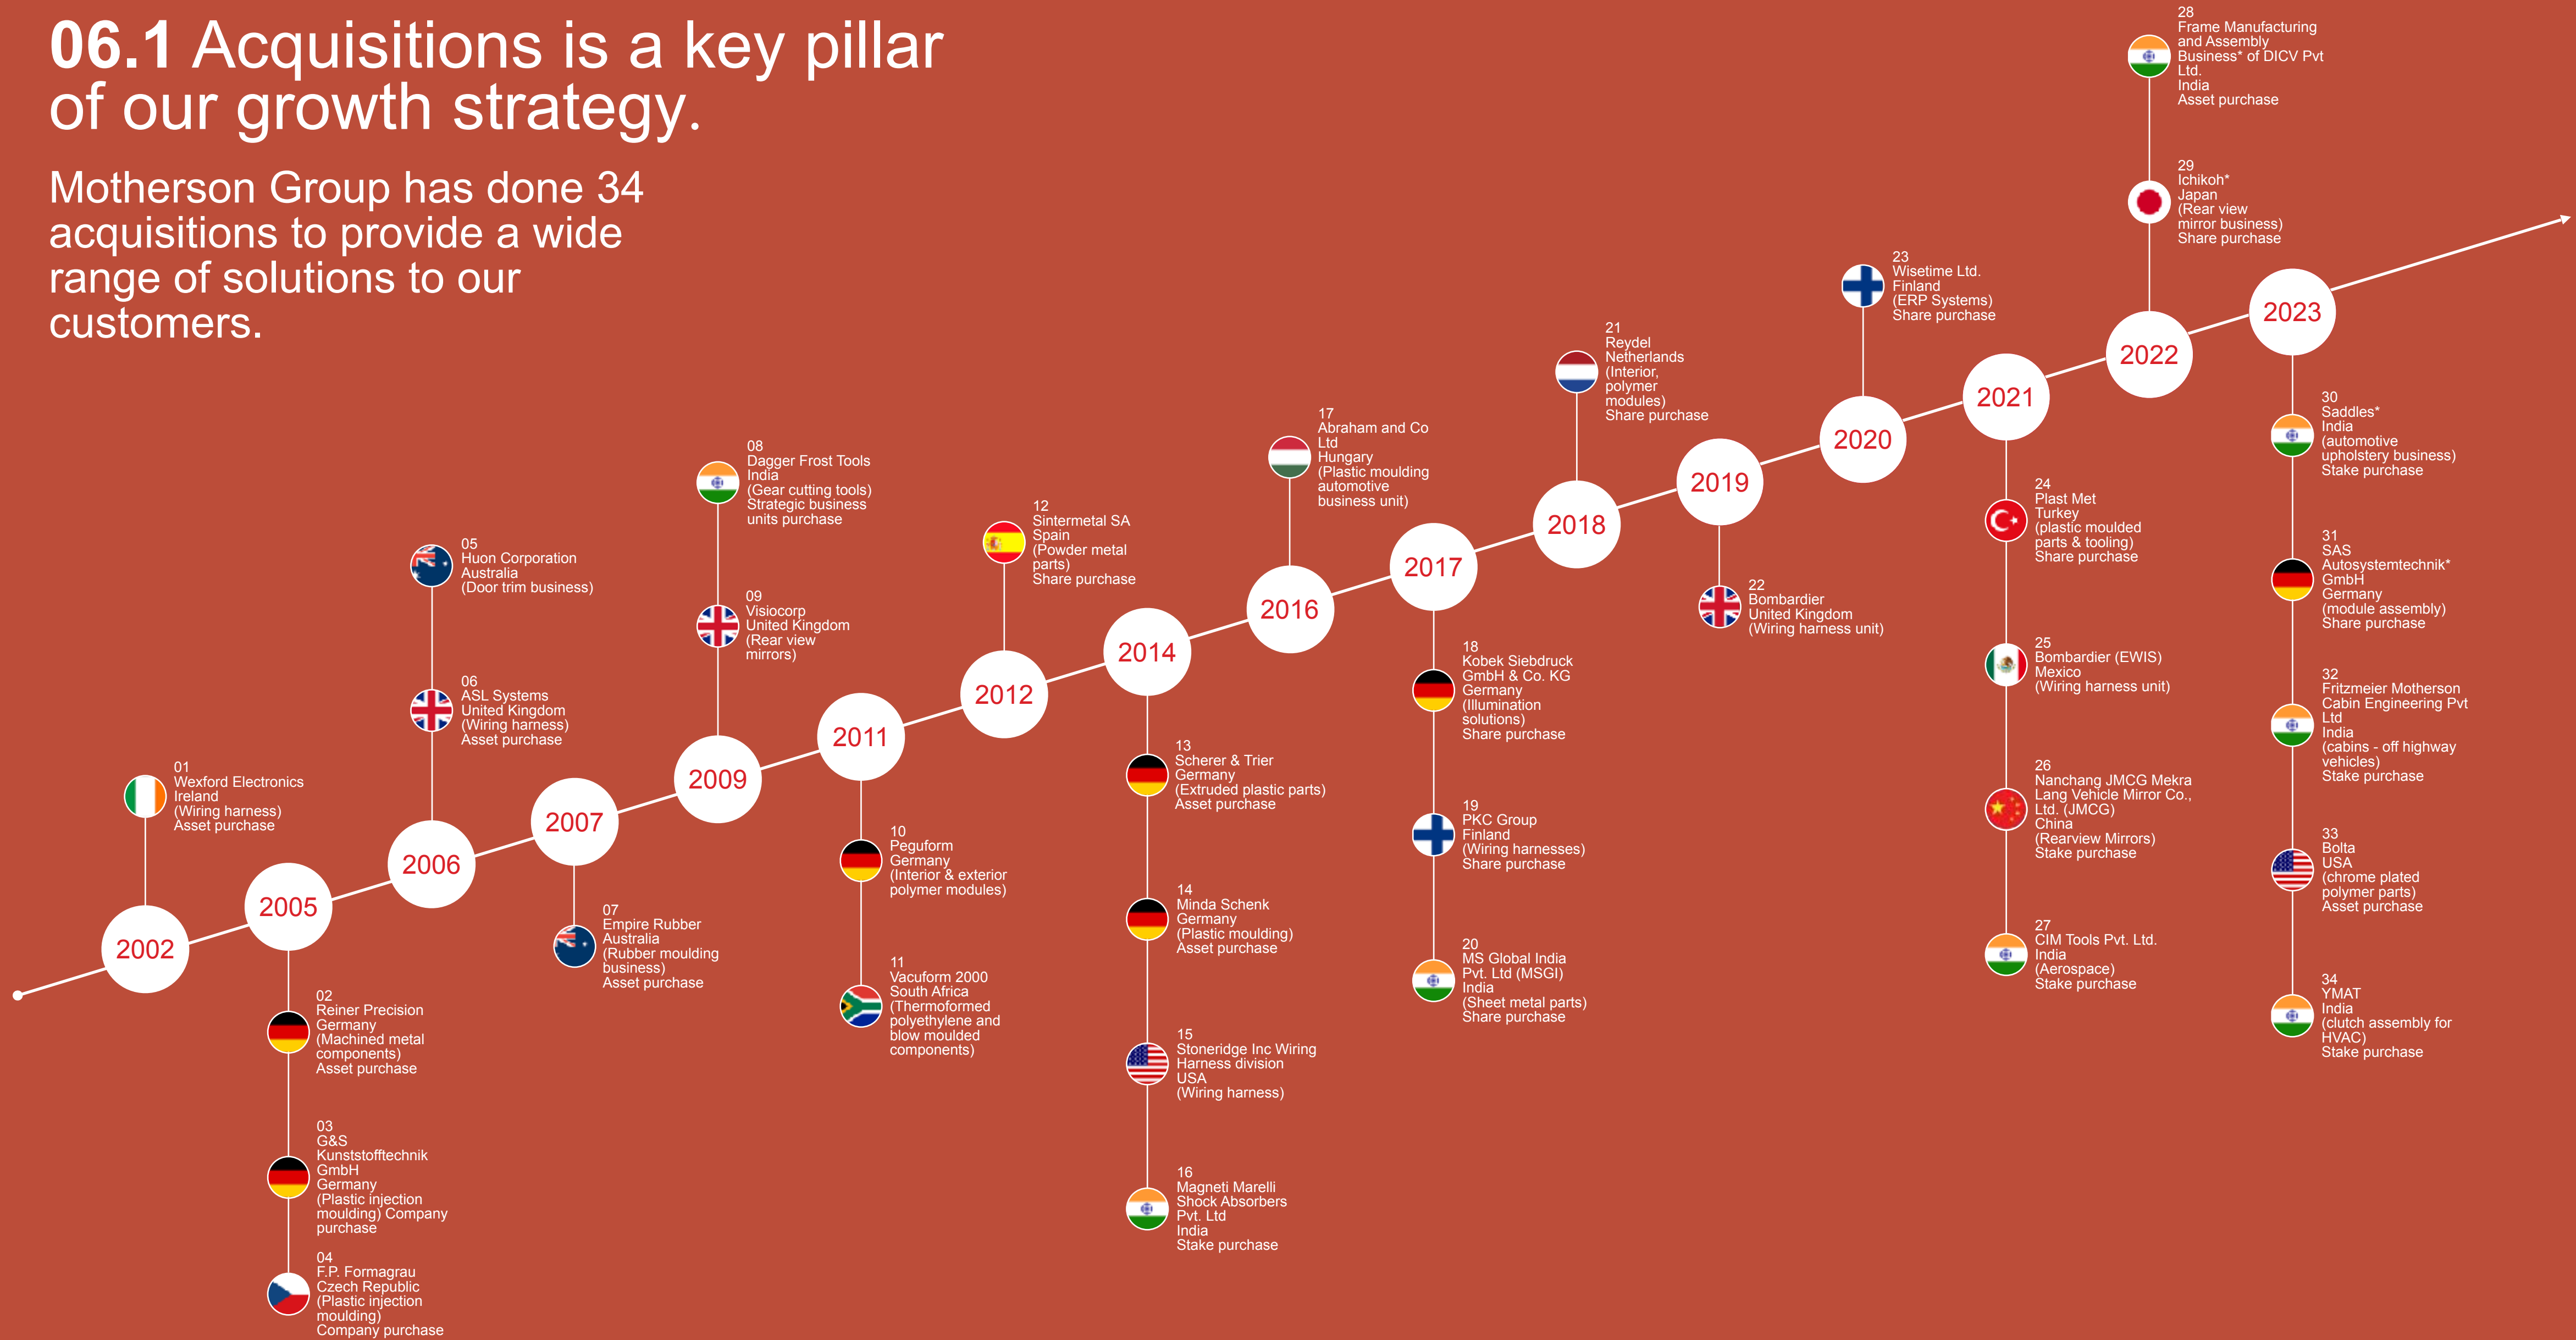 06.1 Acquisitions is a key pillar
of our growth strategy.
Motherson Group has done 34
acquisitions to provide a wide
range of solutions to our
customers.
2002
01
Wexford Electronics
Ireland
(Wiring harness)
Asset purchase
2005
02
Reiner Precision
Germany
(Machined metal
components)
Asset purchase
03
G&S
Kunststofftechnik
GmbH
Germany
(Plastic injection
moulding) Company
purchase
04
F.P. Formagrau
Czech Republic
(Plastic injection
moulding)
Company purchase
2006
05
Huon Corporation
Australia
(Door trim business)
06
ASL Systems
United Kingdom
(Wiring harness)
Asset purchase
2007
07
Empire Rubber
Australia
(Rubber moulding
business)
Asset purchase
2009
08
Dagger Frost Tools
India
(Gear cutting tools)
Strategic business
units purchase
09
Visiocorp
United Kingdom
(Rear view
mirrors)
2011
10
Peguform
Germany
(Interior & exterior
polymer modules)
11
Vacuform 2000
South Africa
(Thermoformed
polyethylene and
blow moulded
components)
2012
12
Sintermetal SA
Spain
(Powder metal
parts)
Share purchase
2014
13
Scherer & Trier
Germany
(Extruded plastic parts)
Asset purchase
14
Minda Schenk
Germany
(Plastic moulding)
Asset purchase
15
Stoneridge Inc Wiring
Harness division
USA
(Wiring harness)
16
Magneti Marelli
Shock Absorbers
Pvt. Ltd
India
Stake purchase
2016
17
Abraham and Co
Ltd
Hungary
(Plastic moulding
automotive
business unit)
2017
18
Kobek Siebdruck
GmbH & Co. KG
Germany
(Illumination
solutions)
Share purchase
19
PKC Group
Finland
(Wiring harnesses)
Share purchase
20
MS Global India
Pvt. Ltd (MSGI)
India
(Sheet metal parts)
Share purchase
2018
21
Reydel
Netherlands
(Interior,
polymer
modules)
Share purchase
2019
22
Bombardier
United Kingdom
(Wiring harness unit)
2020
23
Wisetime Ltd.
Finland
(ERP Systems)
Share purchase
2021
24
Plast Met
Turkey
(plastic moulded
parts & tooling)
Share purchase
25
Bombardier (EWIS)
Mexico
(Wiring harness unit)
26
Nanchang JMCG Mekra
Lang Vehicle Mirror Co.,
Ltd. (JMCG)
China
(Rearview Mirrors)
Stake purchase
27
CIM Tools Pvt. Ltd.
India
(Aerospace)
Stake purchase
2022
28
Frame Manufacturing
and Assembly
Business* of DICV Pvt
Ltd.
India
Asset purchase
29
Ichikoh*
Japan
(Rear view
mirror business)
Share purchase
2023
30
Saddles*
India
(automotive
upholstery business)
Stake purchase
31
SAS
Autosystemtechnik*
GmbH
Germany
(module assembly)
Share purchase
32
Fritzmeier Motherson
Cabin Engineering Pvt
Ltd
India
(cabins - off highway
vehicles)
Stake purchase
33
Bolta
USA
(chrome plated
polymer parts)
Asset purchase
34
YMAT
India
(clutch assembly for
HVAC)
Stake purchase